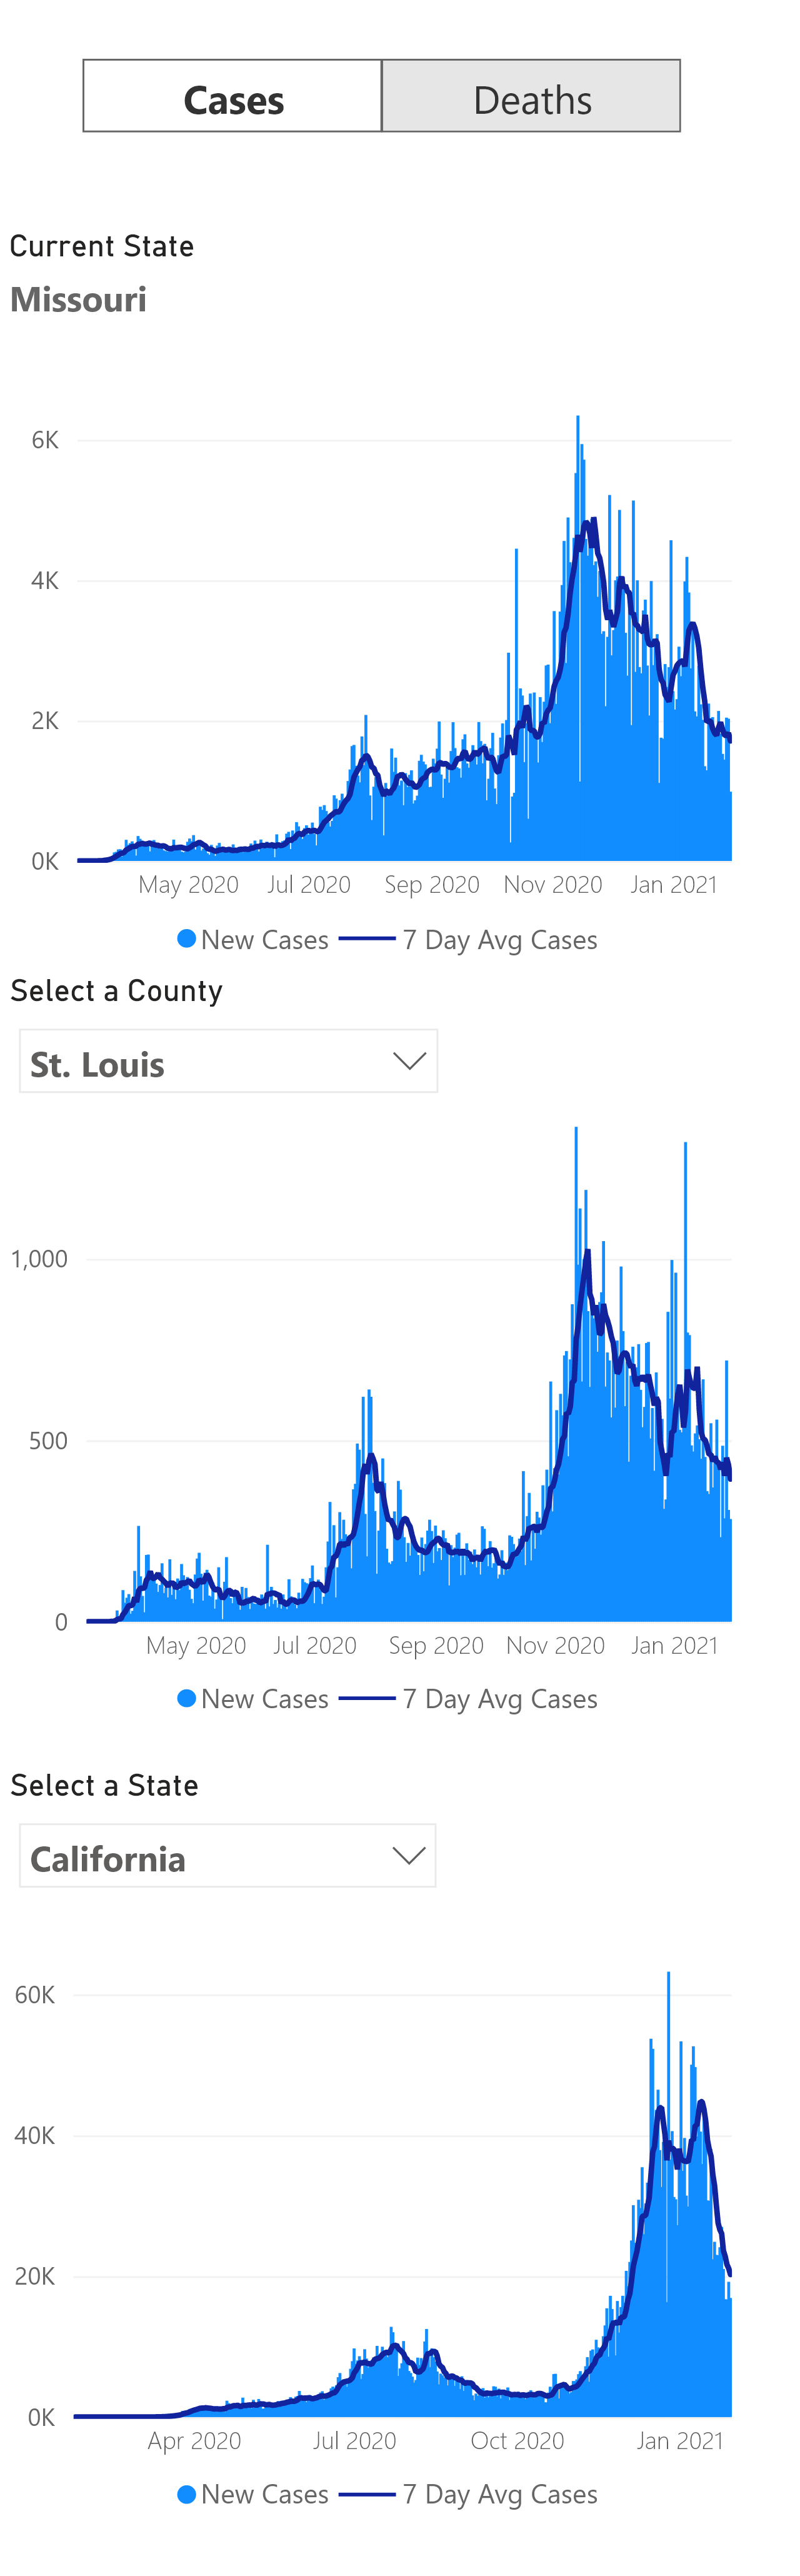 Cases Deaths
Current State
Missouri
6K
4K
2K
0K
May 2020 Jul 2020 Sep 2020 Nov 2020 Jan 2021
New Cases 7 Day Avg Cases
Select a County
St. Louis
1,000
500
0
May 2020 Jul 2020 Sep 2020 Nov 2020 Jan 2021
New Cases 7 Day Avg Cases
Select a State
California
60K
40K
20K
0K
Apr 2020 Jul 2020 Oct 2020 Jan 2021
New Cases 7 Day Avg Cases